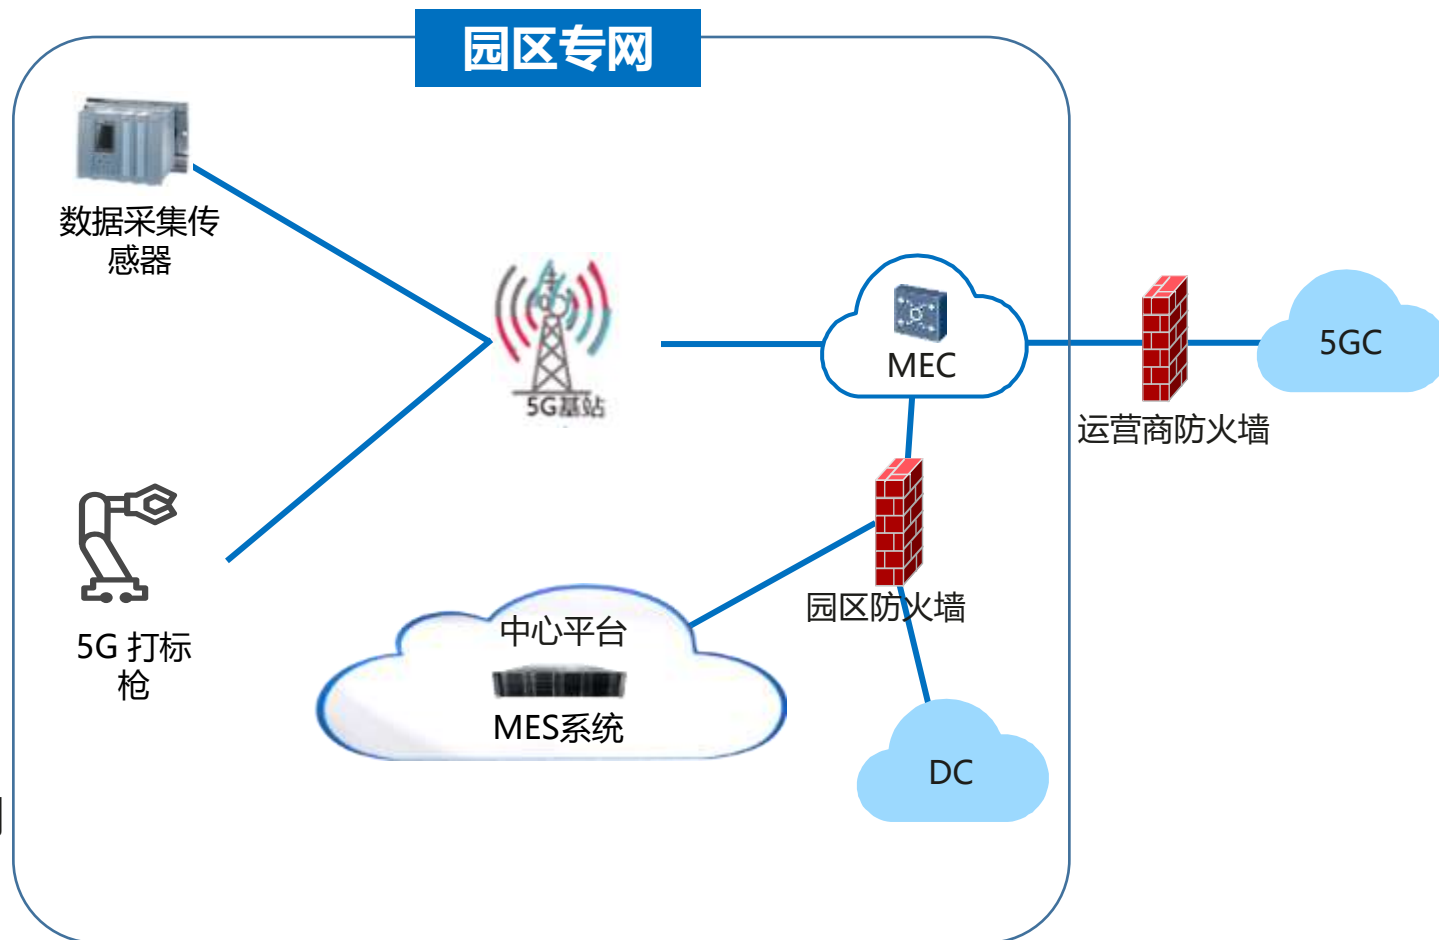 园区专网
数据采集传
感器
5G基站
MEC
5GC
运营商防火墙
园区防火墙
中心平台
MES系统
5G 打标
枪
DC